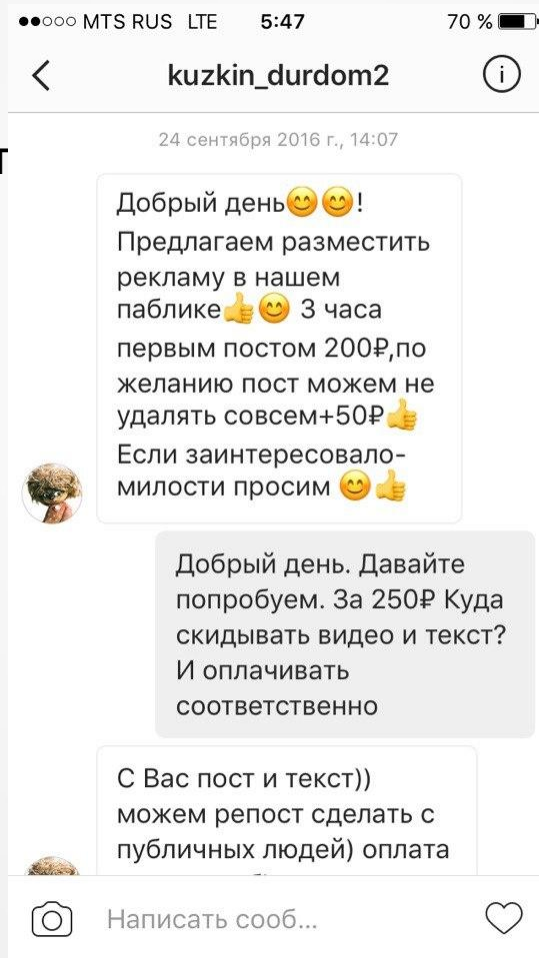 MTS RUS LTE 5:47 70 %
kuzkin_durdom2
24 сентября 2016 г., 14:07
Добрый день😊😊!
Предлагаем разместить
рекламу в нашем
паблике👍😊 3 часа
первым постом 200₽,по
желанию пост можем не
удалять совсем+50₽👍
Если заинтересовало-
милости просим 😊👍
Добрый день. Давайте
попробуем. За 250₽ Куда
скидывать видео и текст?
И оплачивать
соответственно
С Вас пост и текст))
можем репост сделать с
публичных людей) оплата
Написать сооб...